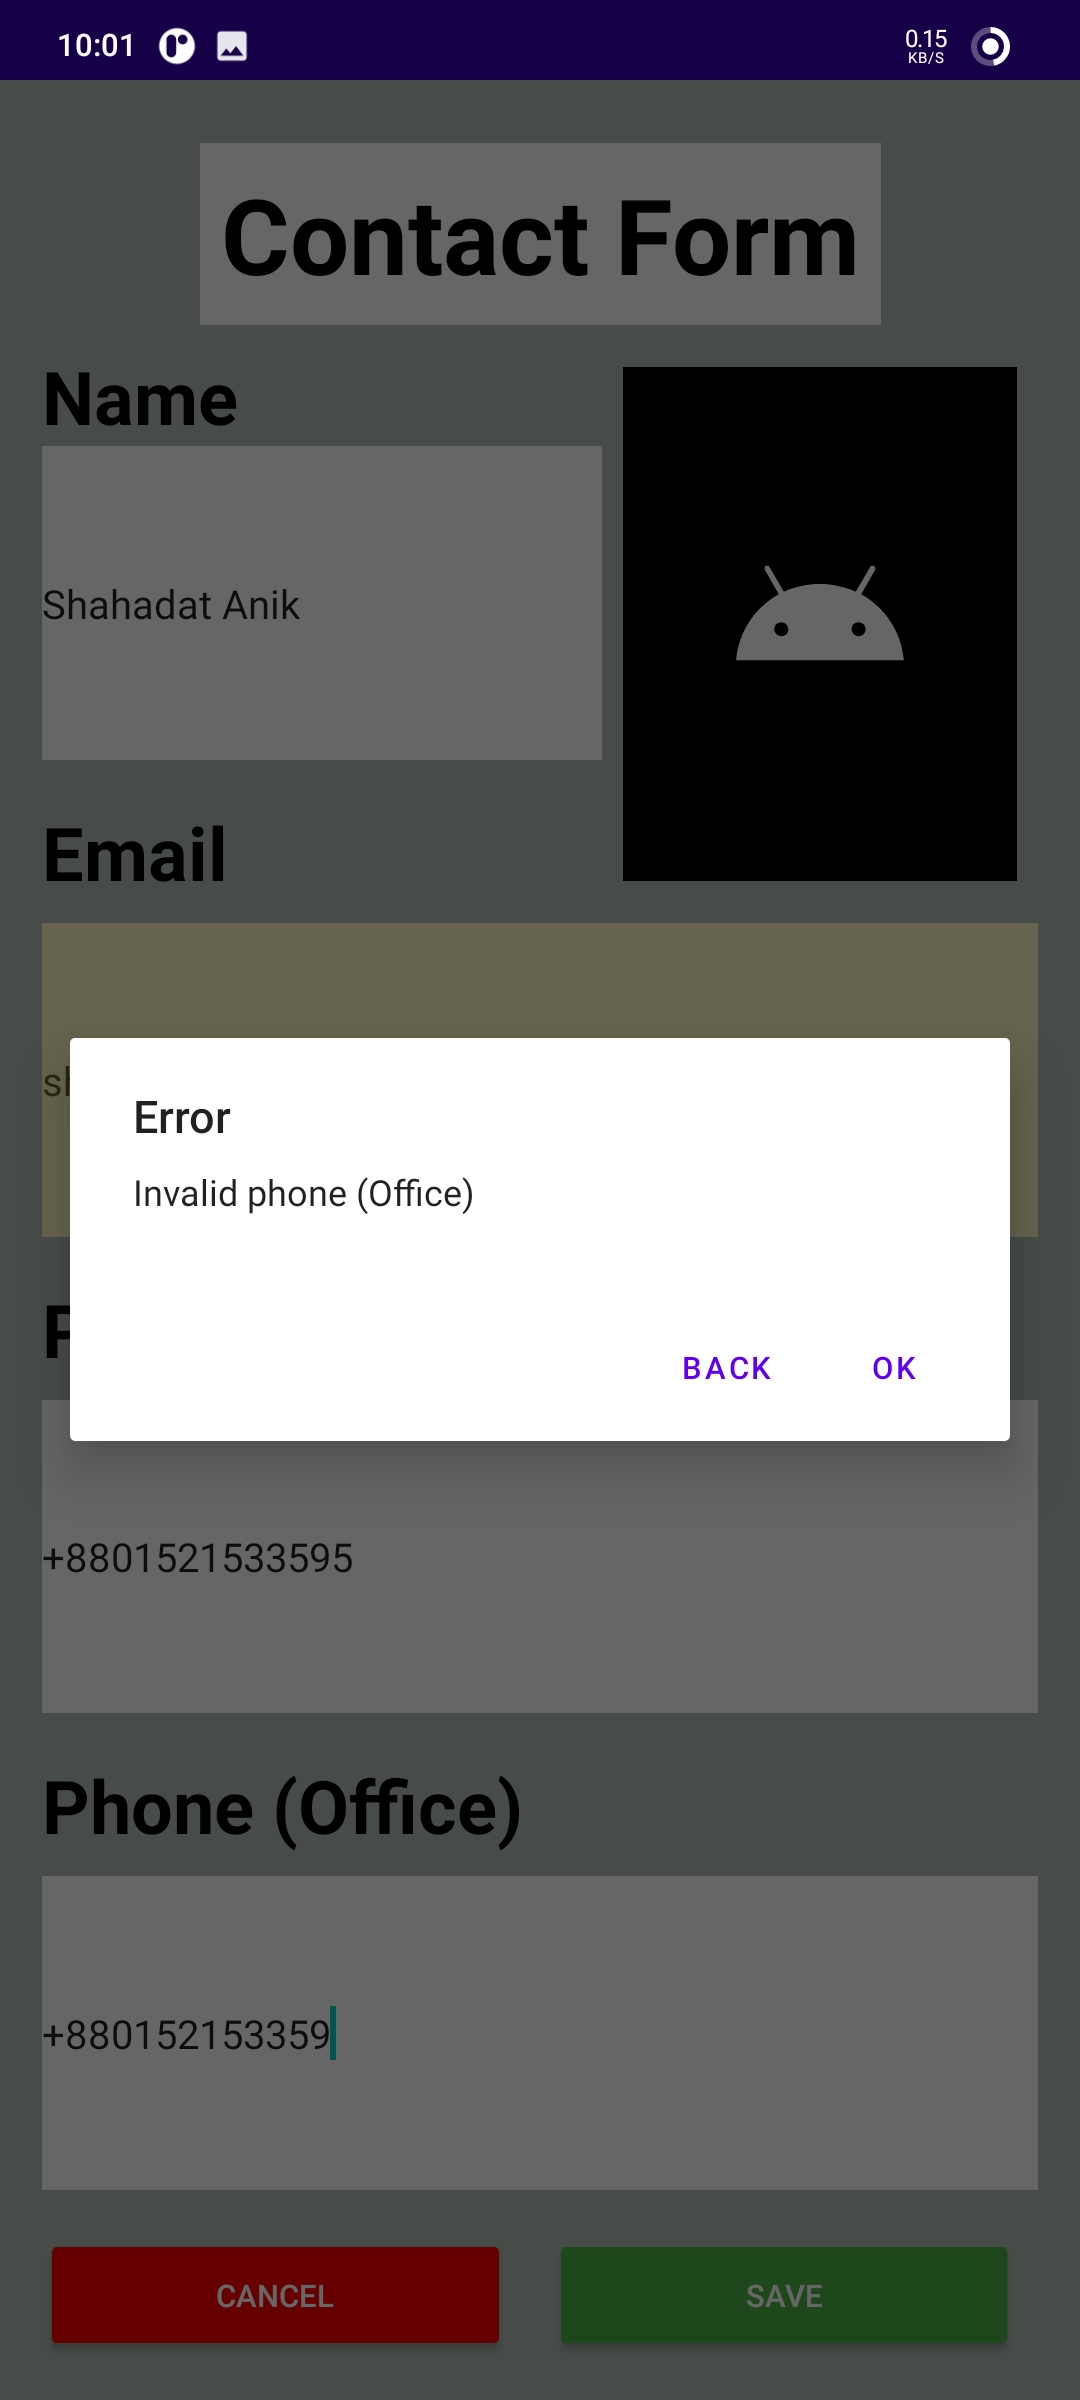 10:01
0.15
KB/S
Contact Form
Name
Shahadat Anik
Email
Error
Invalid phone (Office)
BACK OK
+8801521533595
Phone (Office)
+880152153359
CANCEL SAVE